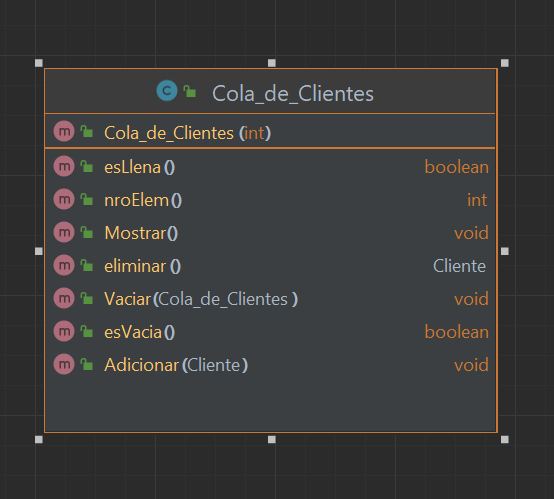 C Cola_de_Clientes
m Cola_de_Clientes (int)
m esLlena() boolean
m nroElem() int
m Mostrar() void
m eliminar () Cliente
m Vaciar(Cola_de_Clientes ) void
m esVacia() boolean
m Adicionar(Cliente) void